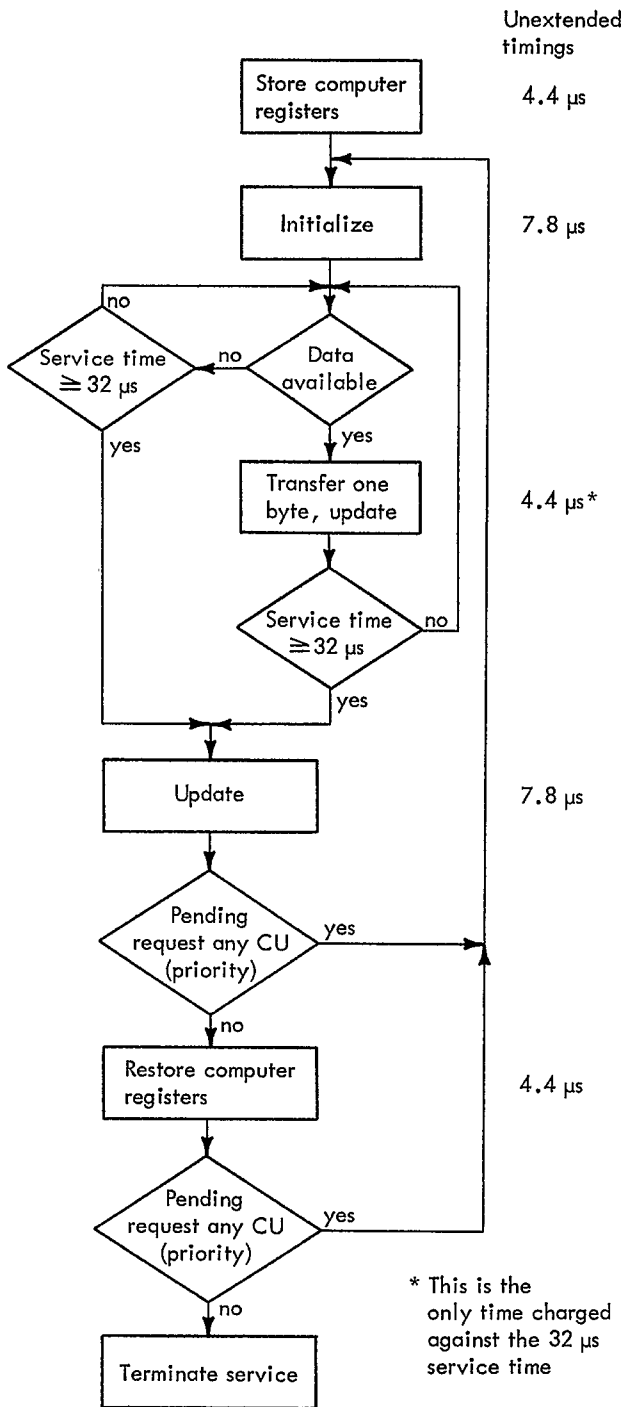 Unextended
timings
Store computer
registers
4.4 μs
Initialize
7.8 μs
no
Service time
≧ 32 μs
no
Data
available
yes
yes
Transfer one
byte, update
4.4 μs*
Service time
≧ 32 μs
no
yes
Update
7.8 μs
Pending
request any CU
(priority)
yes
no
Restore computer
registers
4.4 μs
Pending
request any CU
(priority)
yes
no
Terminate service
* This is the
only time charged
against the 32 μs
service time